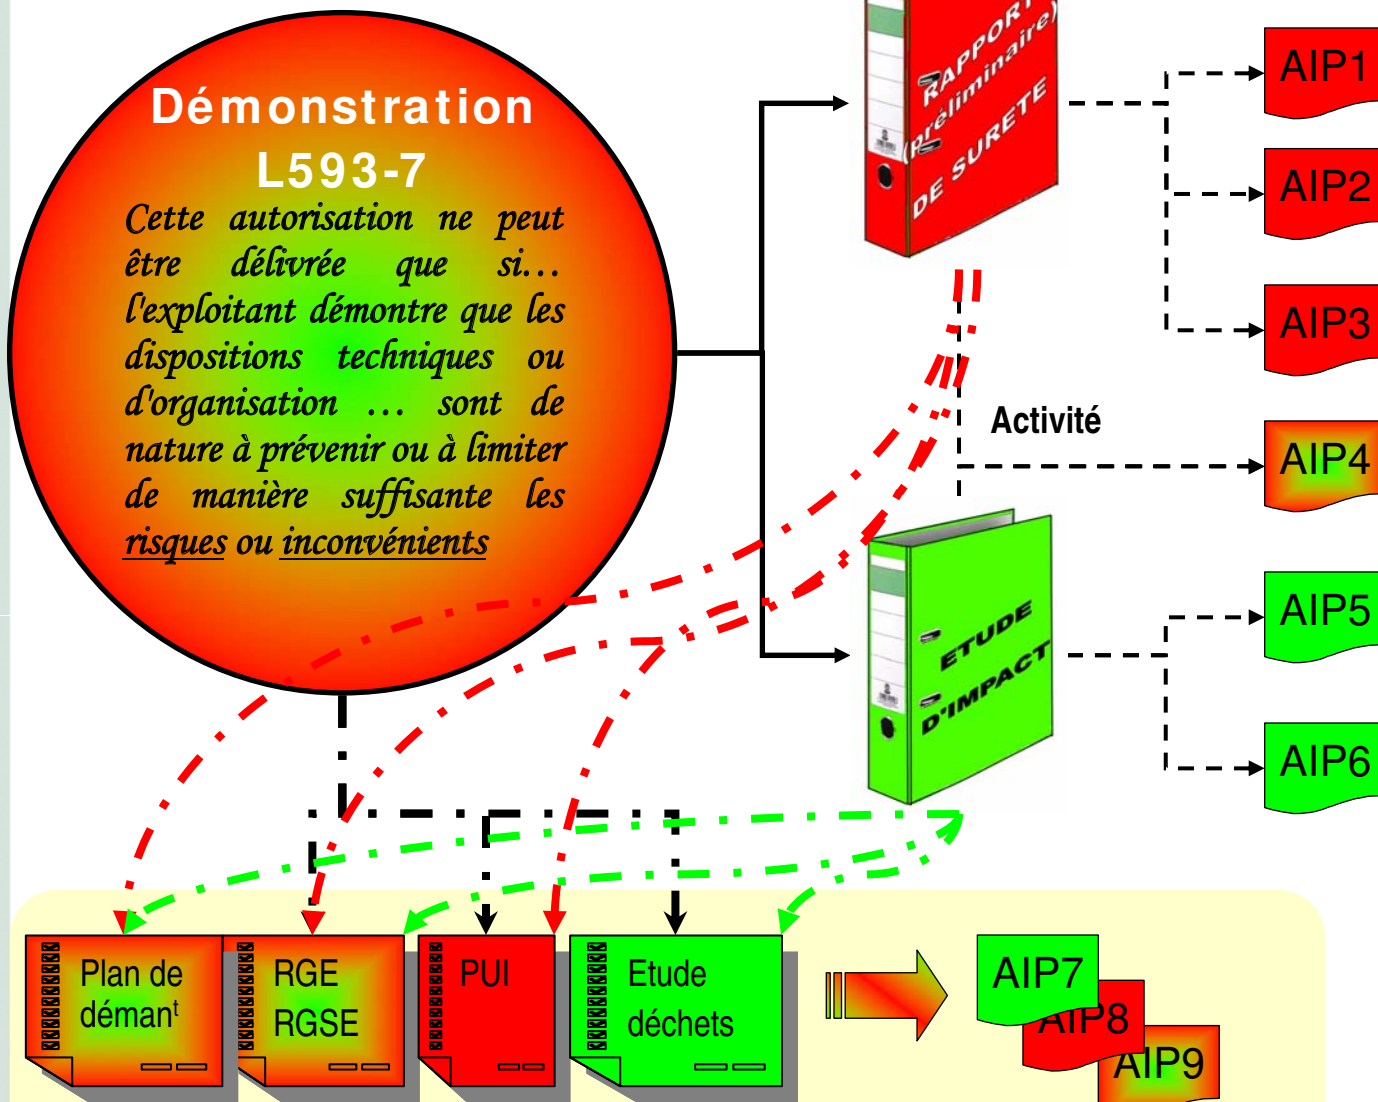 Démonstration
L593-7
Cette autorisation ne peut
être délivrée que si…
l'exploitant démontre que les
dispositions techniques ou
d'organisation … sont de
nature à prévenir ou à limiter
de manière suffisante les
risques ou inconvénients
RAPPORT
(préliminaire)
DE SURETE
AIP1
AIP2
AIP3
Activité
AIP4
ETUDE
D'IMPACT
AIP5
AIP6
Plan de
démant
RGE
RGSE
PUI
Etude
déchets
AIP7
AIP8
AIP9